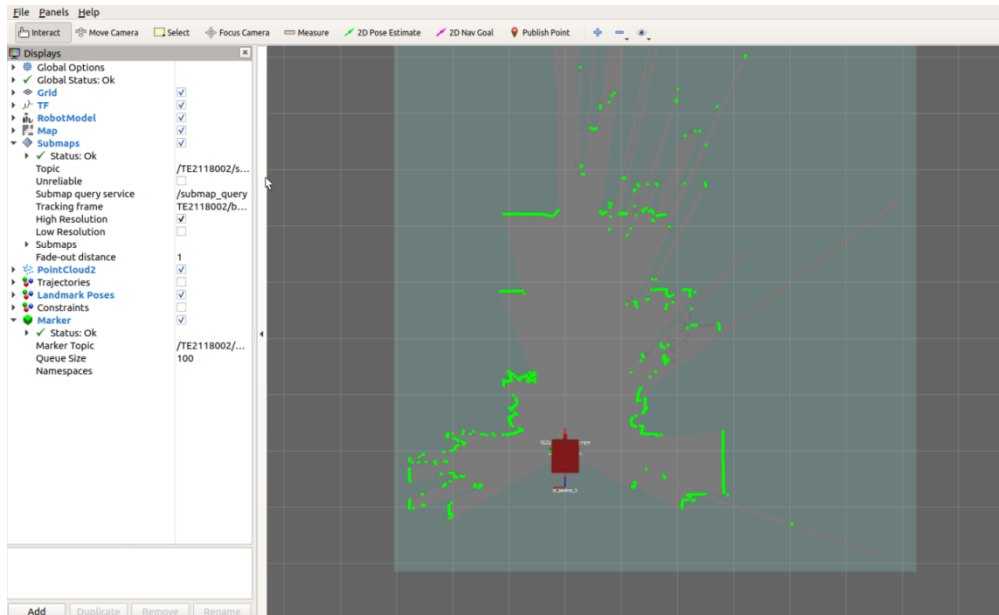 File Panels Help
Interact Move Camera Select Focus Camera Measure 2D Pose Estimate 2D Nav Goal Publish Point
Displays
Global Options
Global Status: Ok
Grid
TF
RobotModel
Map
Submaps
Status: Ok
Topic /TE2118002/s...
Unreliable
Submap query service /submap_query
Tracking frame TE2118002/b...
High Resolution
Low Resolution
Submaps
Fade-out distance 1
PointCloud2
Trajectories
Landmark Poses
Constraints
Marker
Status: Ok
Marker Topic /TE2118002/...
Queue Size 100
Namespaces
Add Duplicate Remove Rename